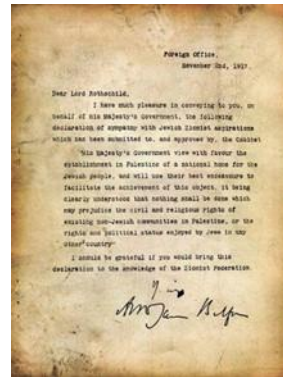 Foreign Office,
November 2nd, 1917.
Dear Lord Rothschild,
I have much pleasure in conveying to you, on
behalf of His Majesty's Government, the following
declaration of sympathy with Jewish Zionist aspirations
which has been submitted to, and approved by, the Cabinet
"His Majesty's Government view with favour the
establishment in Palestine of a national home for the
Jewish people, and will use their best endeavours to
facilitate the achievement of this object, it being
clearly understood that nothing shall be done which
may prejudice the civil and religious rights of
existing non-Jewish communities in Palestine, or the
rights and political status enjoyed by Jews in any
other country"
I should be grateful if you would bring this
declaration to the knowledge of the Zionist Federation.